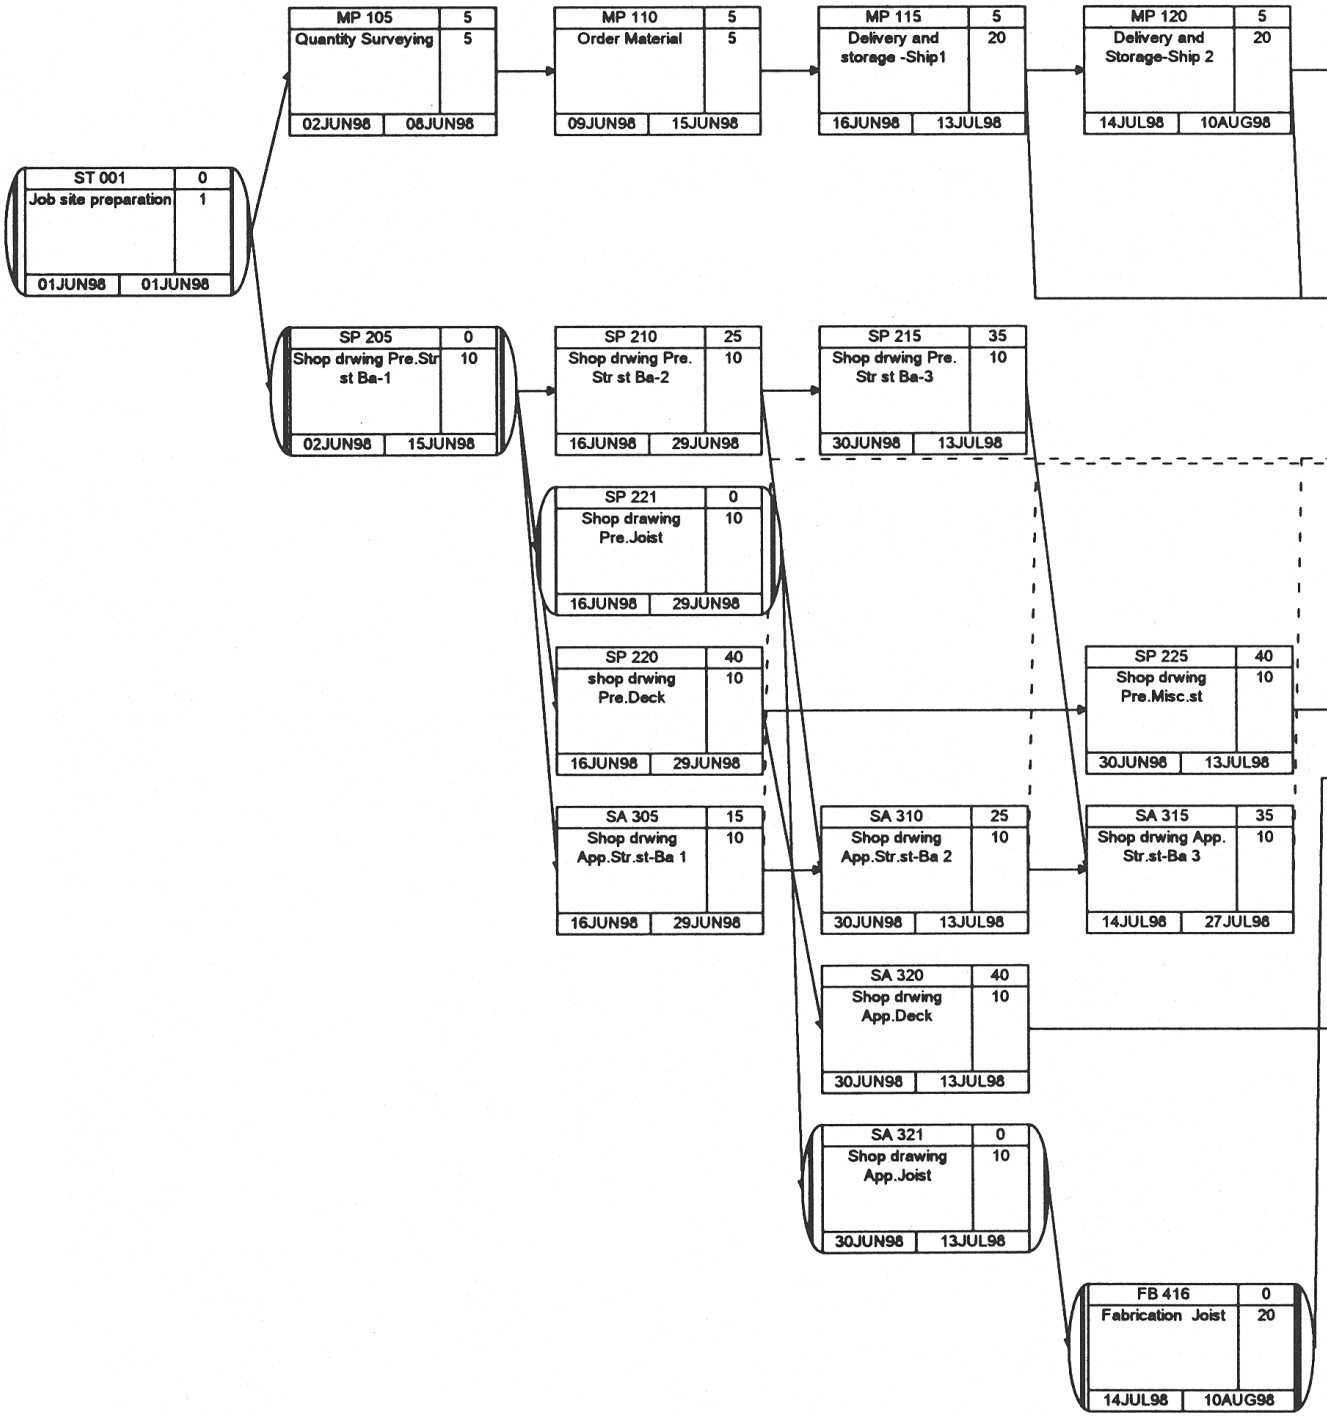 MP 105 5
Quantity Surveying 5
02JUN98 08JUN98
MP 110 5
Order Material 5
09JUN98 15JUN98
MP 115 5
Delivery and 20
storage -Ship1
16JUN98 13JUL98
MP 120 5
Delivery and 20
Storage-Ship 2
14JUL98 10AUG98
ST 001 0
Job site preparation 1
01JUN98 01JUN98
SP 205 0
Shop drwing Pre.Str 10
st Ba-1
02JUN98 15JUN98
SP 210 25
Shop drwing Pre. 10
Str st Ba-2
16JUN98 29JUN98
SP 215 35
Shop drwing Pre. 10
Str st Ba-3
30JUN98 13JUL98
SP 221 0
Shop drawing 10
Pre.Joist
16JUN98 29JUN98
SP 220 40
shop drwing 10
Pre.Deck
16JUN98 29JUN98
SP 225 40
Shop drwing 10
Pre.Misc.st
30JUN98 13JUL98
SA 305 15
Shop drwing 10
App.Str.st-Ba 1
16JUN98 29JUN98
SA 310 25
Shop drwing 10
App.Str.st-Ba 2
30JUN98 13JUL98
SA 315 35
Shop drwing App. 10
Str.st-Ba 3
14JUL98 27JUL98
SA 320 40
Shop drwing 10
App.Deck
30JUN98 13JUL98
SA 321 0
Shop drawing 10
App.Joist
30JUN98 13JUL98
FB 416 0
Fabrication Joist 20
14JUL98 10AUG98